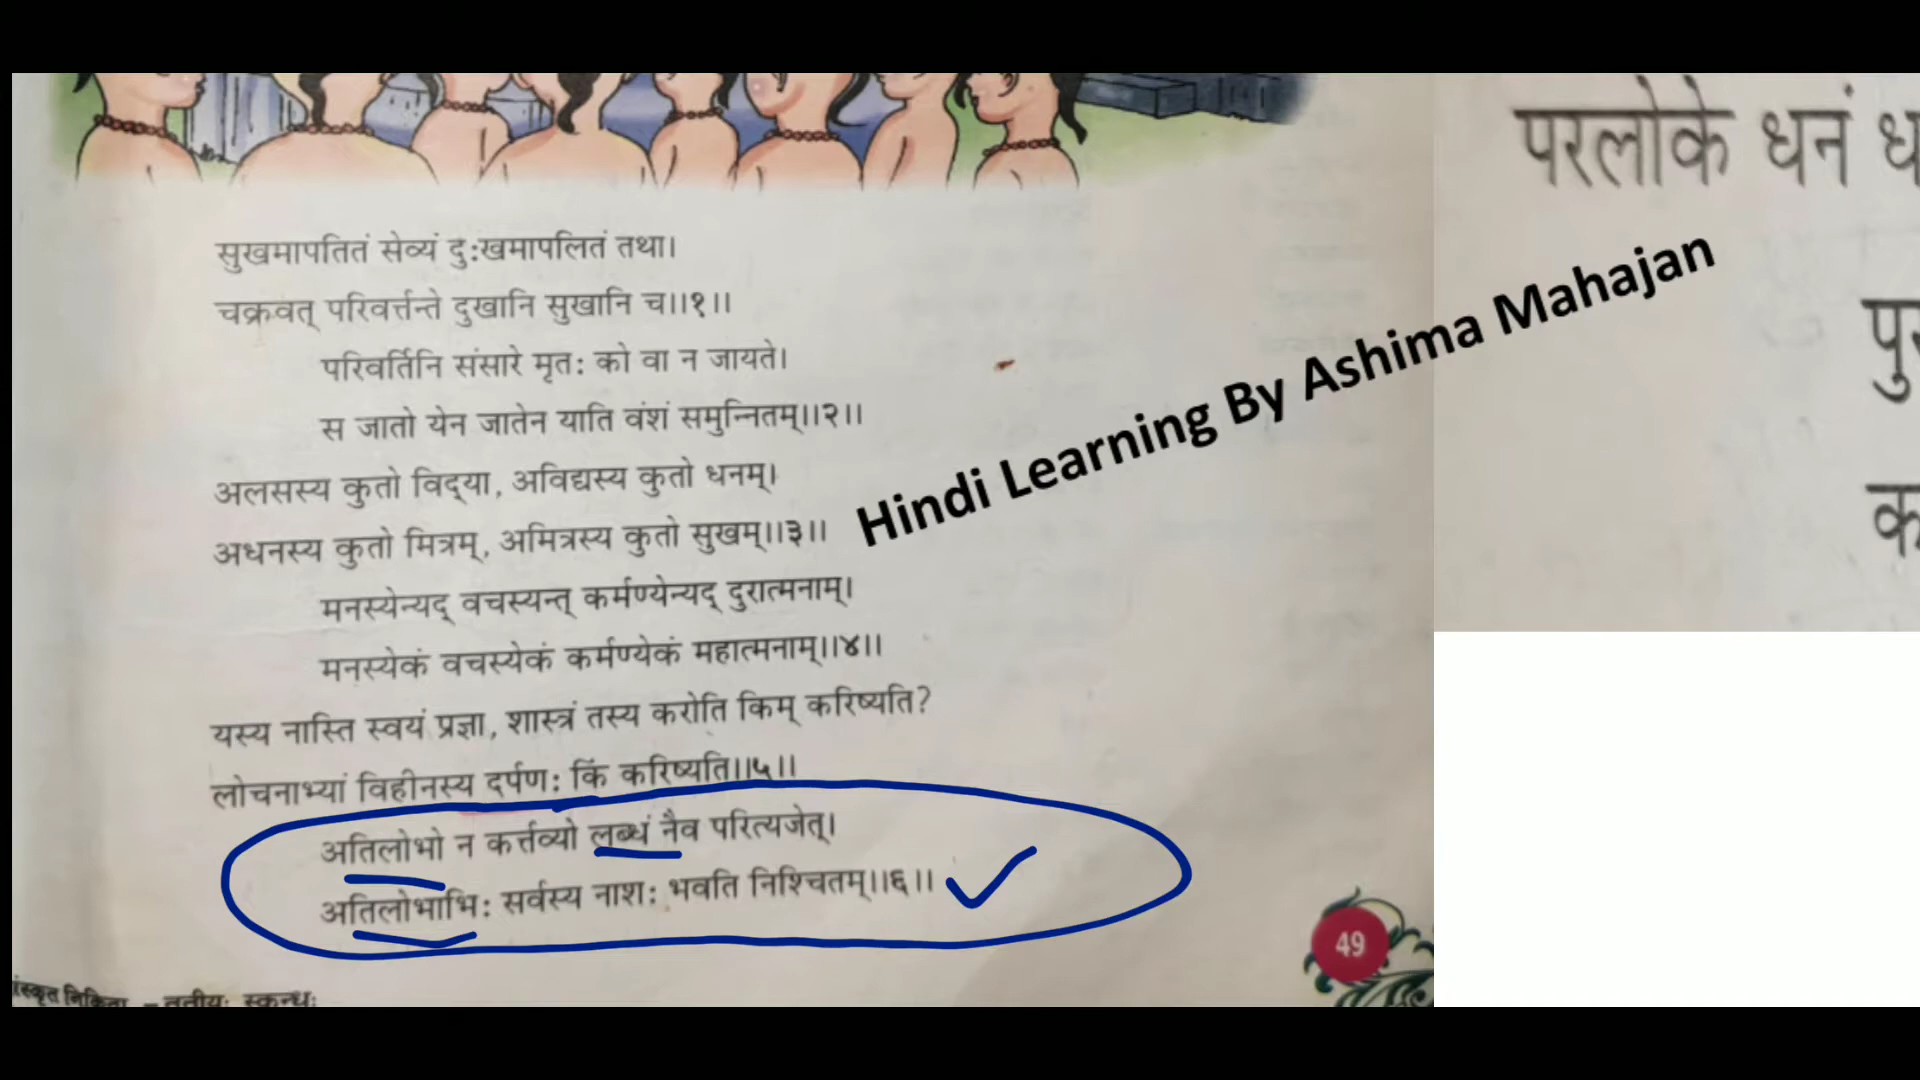 सुखमापतितं सेव्यं दुःखमापलितं तथा।
चक्रवत् परिवर्त्तन्ते दुखानि सुखानि च।।१।।
परिवर्तिनि संसारे मृतः को वा न जायते।
स जातो येन जातेन याति वंशं समुन्नितम्।।२।।
अलसस्य कुतो विद्‌या, अविद्यस्य कुतो धनम्।
अधनस्य कुतो मित्रम्, अमित्रस्य कुतो सुखम्।।३।।
मनस्येन्यद् वचस्यन्त् कर्मण्येन्यद् दुरात्मनाम्।
मनस्येकं वचस्येकं कर्मण्येकं महात्मनाम्।।४।।
यस्य नास्ति स्वयं प्रज्ञा, शास्त्रं तस्य करोति किम् करिष्यति?
लोचनाभ्यां विहीनस्य दर्पणः किं करिष्यति।।५।।
अतिलोभो न कर्त्तव्यो लब्धं नैव परित्यजेत्।
अतिलोभाभिः सर्वस्य नाशः भवति निश्चितम्।।६।।
49
तृतीयः स्कन्धः
Hindi Learning By Ashima Mahajan
परलोके धनं